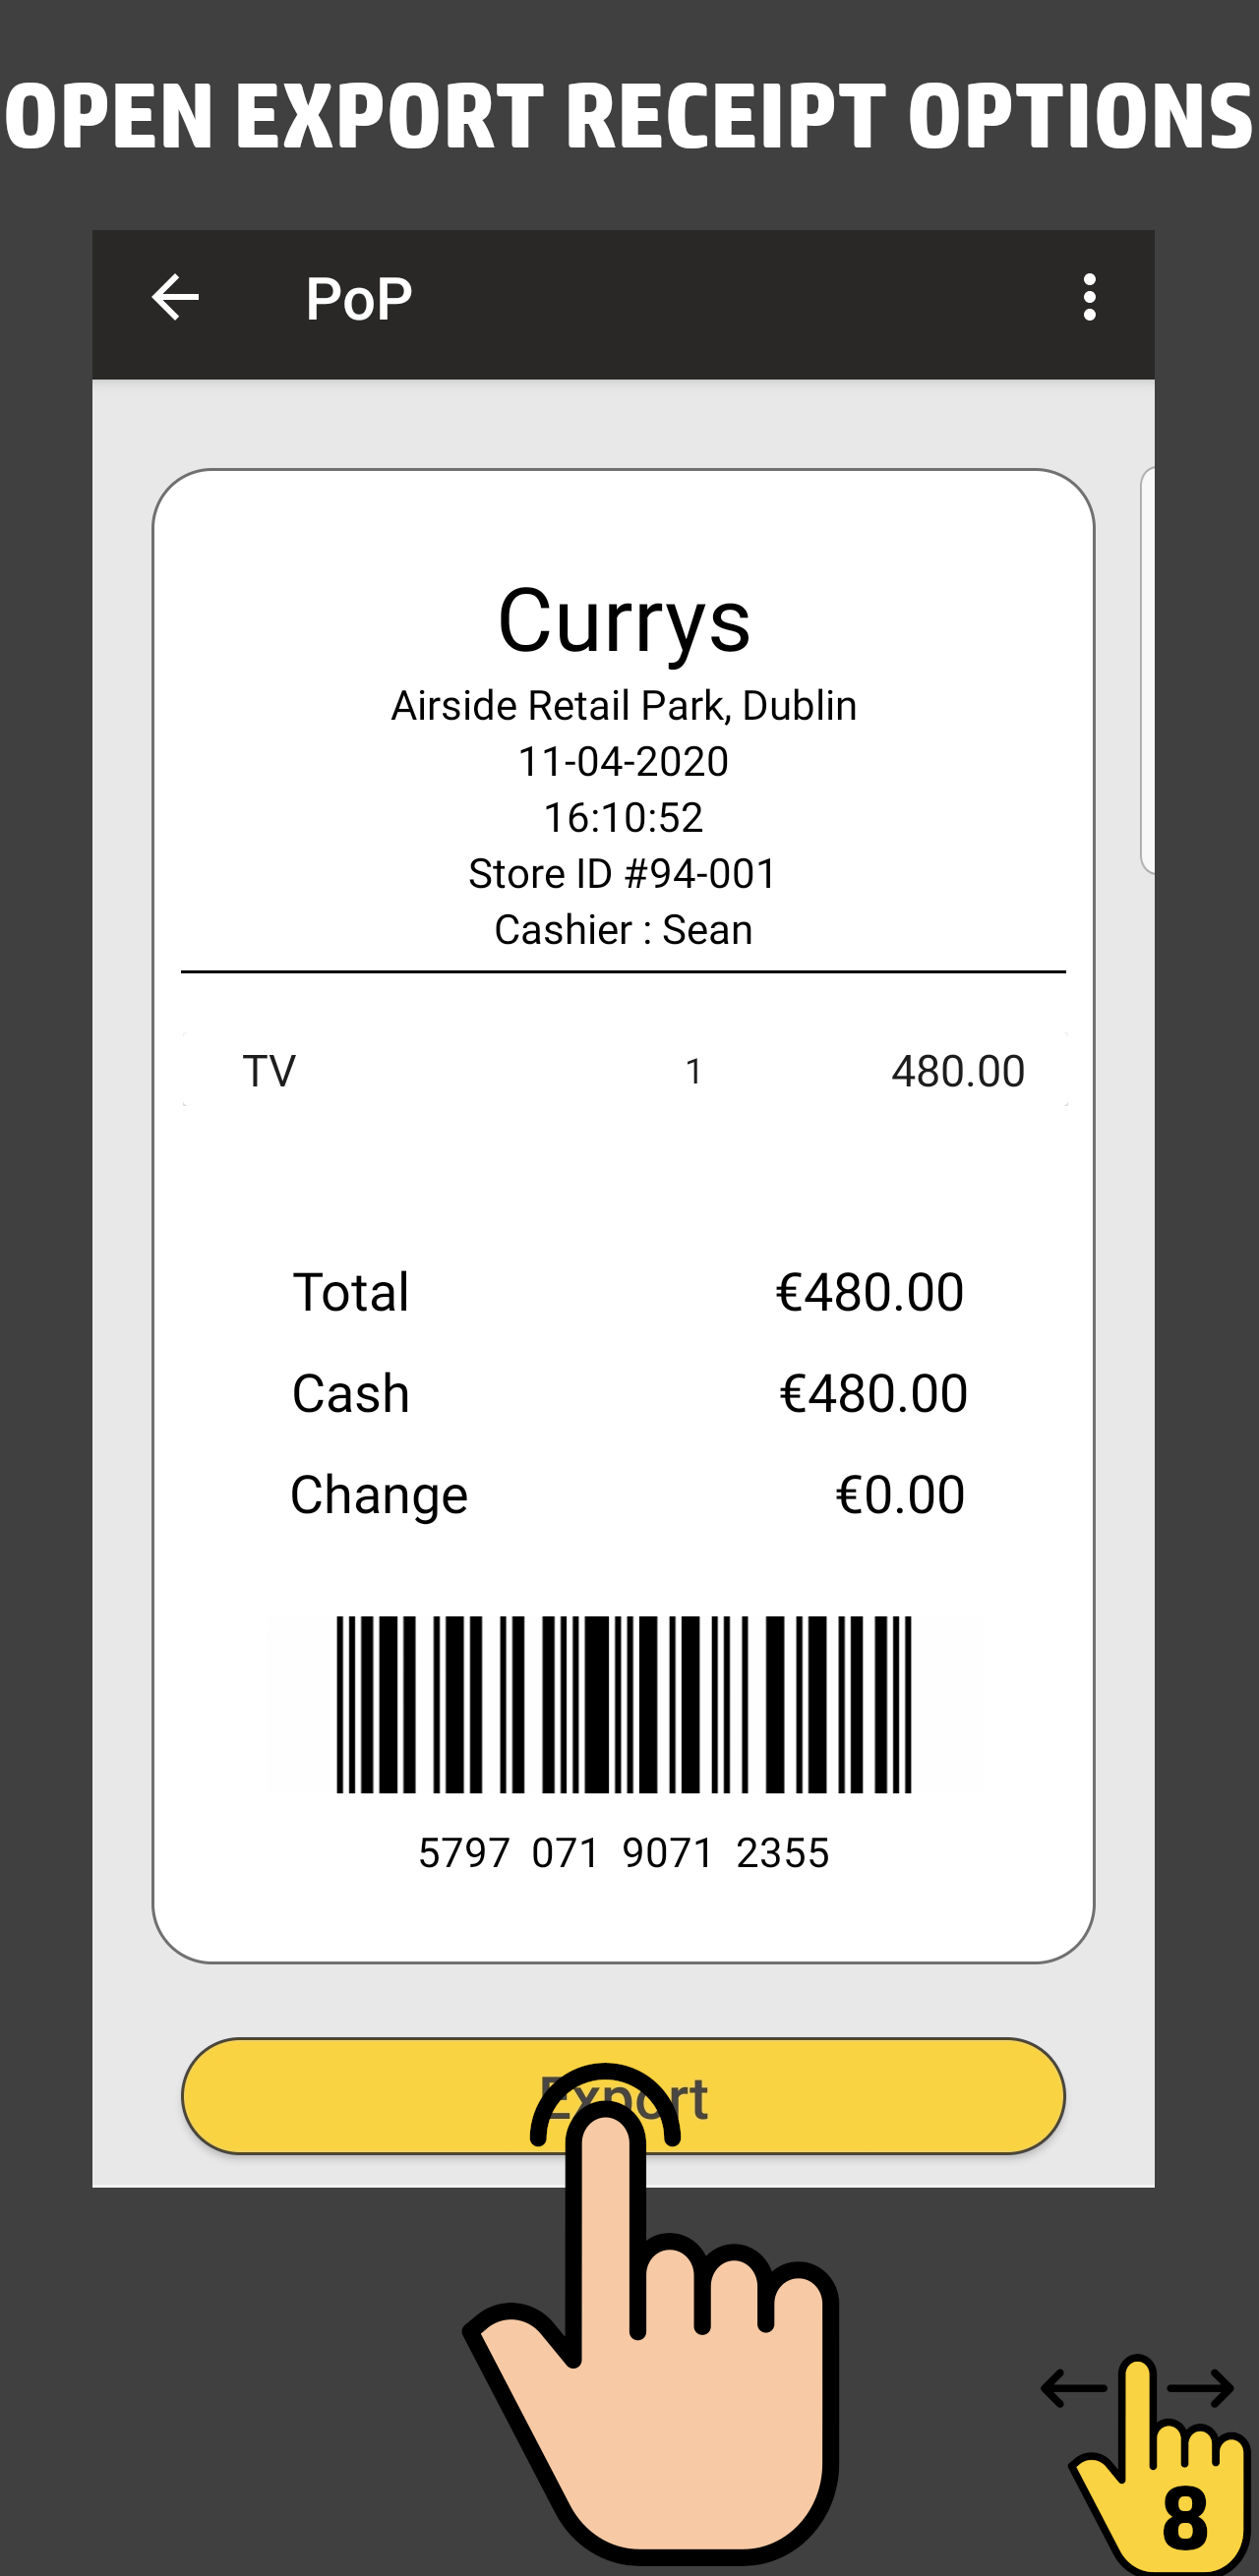 OPEN EXPORT RECEIPT OPTIONS
PoP
Currys
Airside Retail Park, Dublin
11-04-2020
16:10:52
Store ID #94-001
Cashier : Sean
TV 1 480.00
Total €480.00
Cash €480.00
Change €0.00
5797 071 9071 2355
Export
8